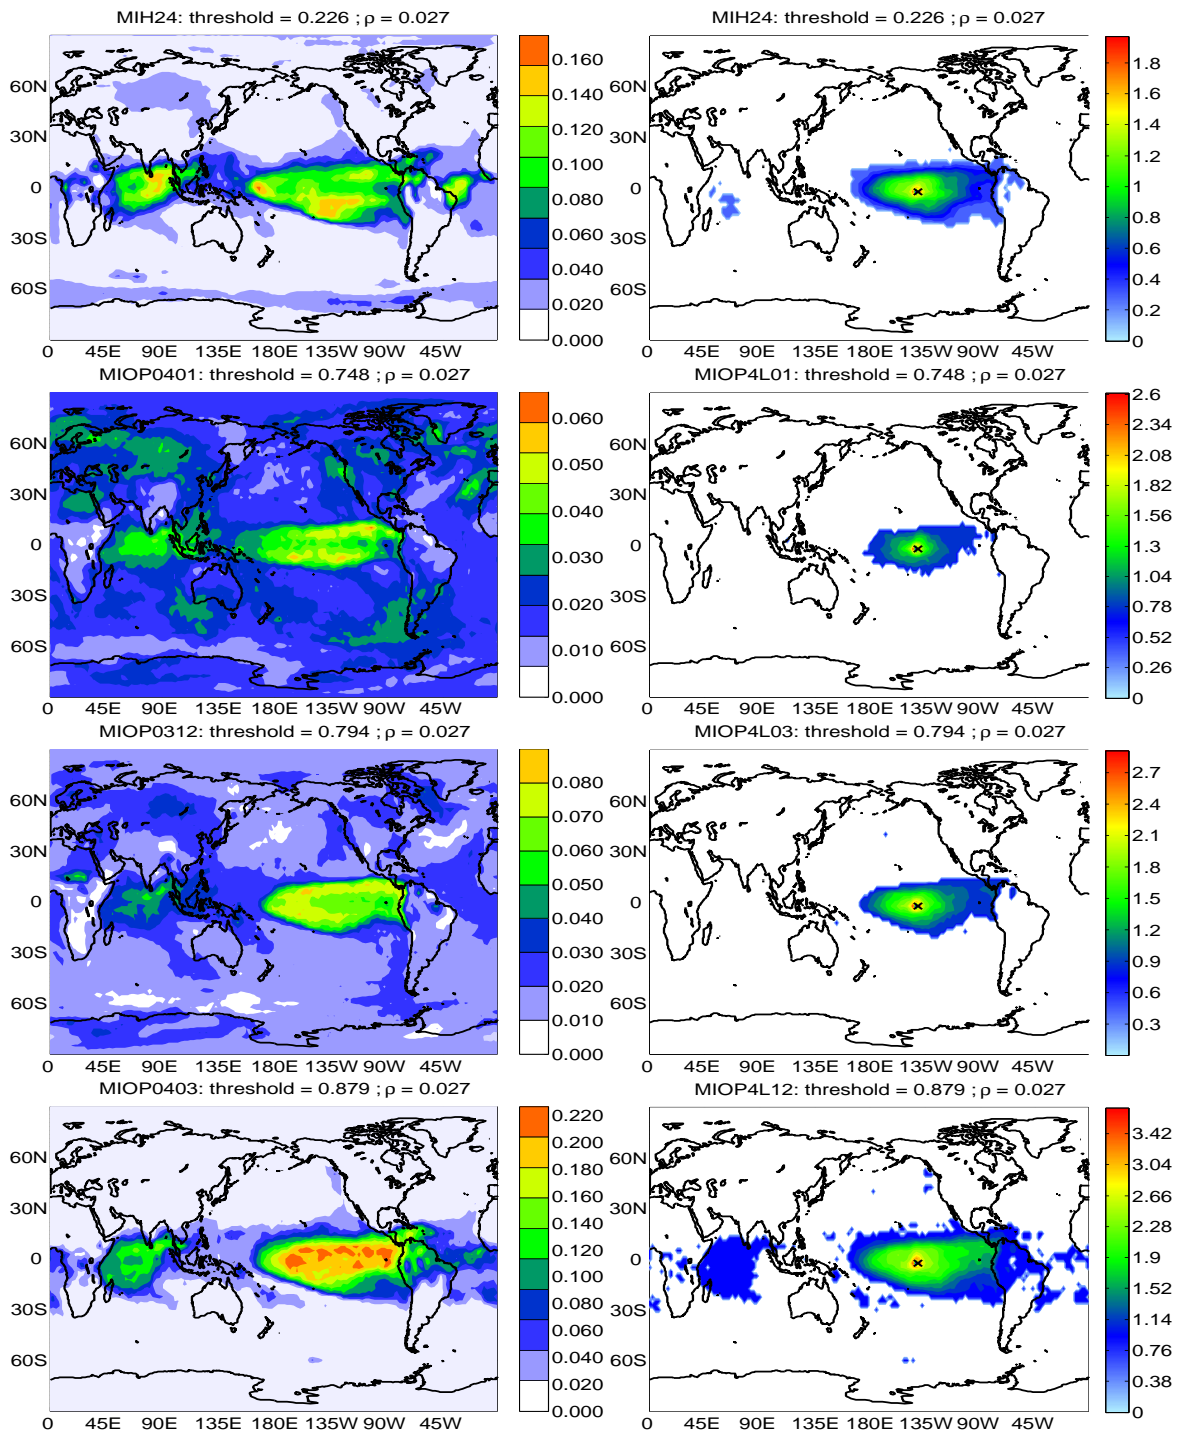 MIH24: threshold = 0.226 ; ρ = 0.027
60N
30N
0
30S
60S
0 45E 90E 135E 180E 135W 90W 45W
0.160
0.140
0.120
0.100
0.080
0.060
0.040
0.020
0.000
MIH24: threshold = 0.226 ; ρ = 0.027
60N
30N
0
30S
60S
0 45E 90E 135E 180E 135W 90W 45W
1.8
1.6
1.4
1.2
1
0.8
0.6
0.4
0.2
0
MIOP0401: threshold = 0.748 ; ρ = 0.027
60N
30N
0
30S
60S
0 45E 90E 135E 180E 135W 90W 45W
0.060
0.050
0.040
0.030
0.020
0.010
0.000
MIOP4L01: threshold = 0.748 ; ρ = 0.027
60N
30N
0
30S
60S
0 45E 90E 135E 180E 135W 90W 45W
2.6
2.34
2.08
1.82
1.56
1.3
1.04
0.78
0.52
0.26
0
MIOP0312: threshold = 0.794 ; ρ = 0.027
60N
30N
0
30S
60S
0 45E 90E 135E 180E 135W 90W 45W
0.080
0.070
0.060
0.050
0.040
0.030
0.020
0.010
0.000
MIOP4L03: threshold = 0.794 ; ρ = 0.027
60N
30N
0
30S
60S
0 45E 90E 135E 180E 135W 90W 45W
2.7
2.4
2.1
1.8
1.5
1.2
0.9
0.6
0.3
MIOP0403: threshold = 0.879 ; ρ = 0.027
60N
30N
0
30S
60S
0 45E 90E 135E 180E 135W 90W 45W
0.220
0.200
0.180
0.160
0.140
0.120
0.100
0.080
0.060
0.040
0.020
0.000
MIOP4L12: threshold = 0.879 ; ρ = 0.027
60N
30N
0
30S
60S
0 45E 90E 135E 180E 135W 90W 45W
3.42
3.04
2.66
2.28
1.9
1.52
1.14
0.76
0.38
0